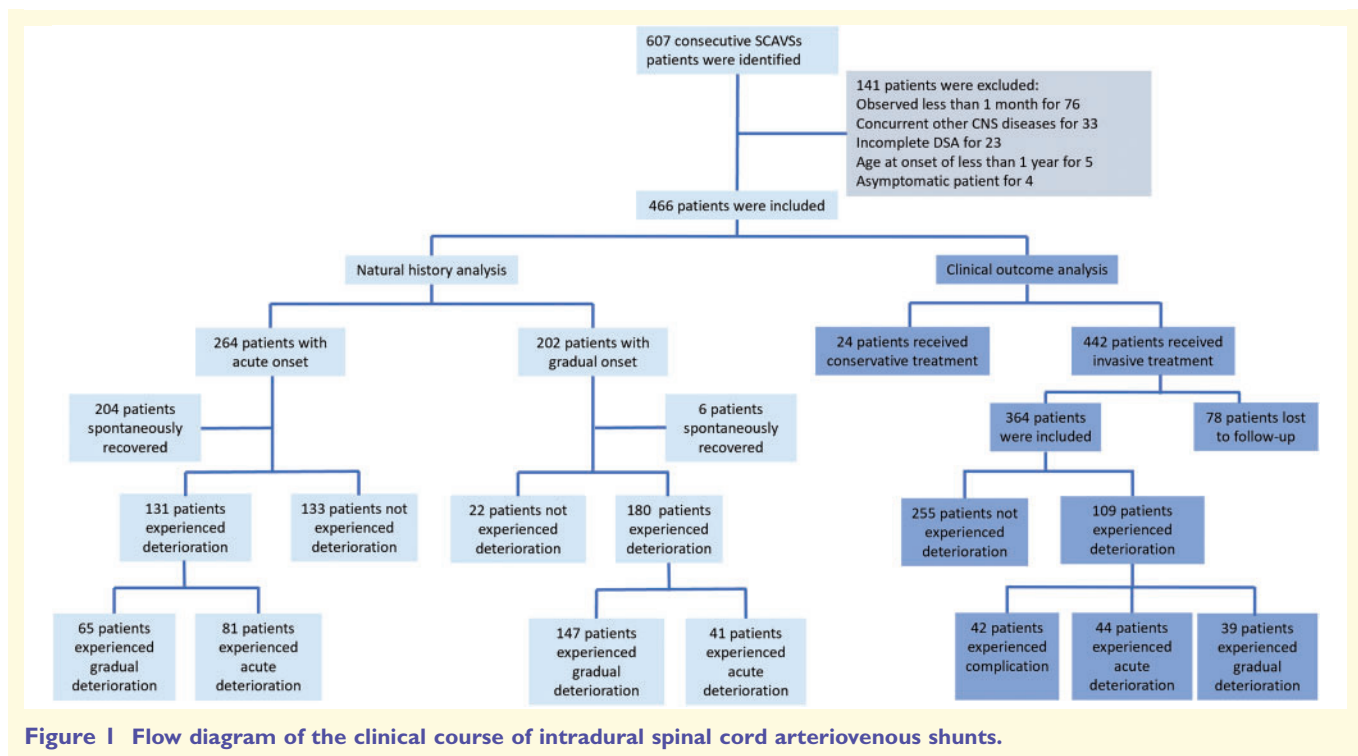 607 consecutive SCAVSs
patients were identified
141 patients were excluded:
Observed less than 1 month for 76
Concurrent other CNS diseases for 33
Incomplete DSA for 23
Age at onset of less than 1 year for 5
Asymptomatic patient for 4
466 patients were included
Natural history analysis
Clinical outcome analysis
264 patients with
acute onset
202 patients with
gradual onset
24 patients received
conservative treatment
442 patients received
invasive treatment
204 patients
spontaneously
recovered
6 patients
spontaneously
recovered
364 patients
were included
78 patients lost
to follow-up
131 patients
experienced
deterioration
133 patients not
experienced
deterioration
22 patients not
experienced
deterioration
180 patients
experienced
deterioration
255 patients not
experienced
deterioration
109 patients
experienced
deterioration
65 patients
experienced
gradual
deterioration
81 patients
experienced
acute
deterioration
147 patients
experienced
gradual
deterioration
41 patients
experienced
acute
deterioration
42 patients
experienced
complication
44 patients
experienced
acute
deterioration
39 patients
experienced
gradual
deterioration
Figure 1 Flow diagram of the clinical course of intradural spinal cord arteriovenous shunts.